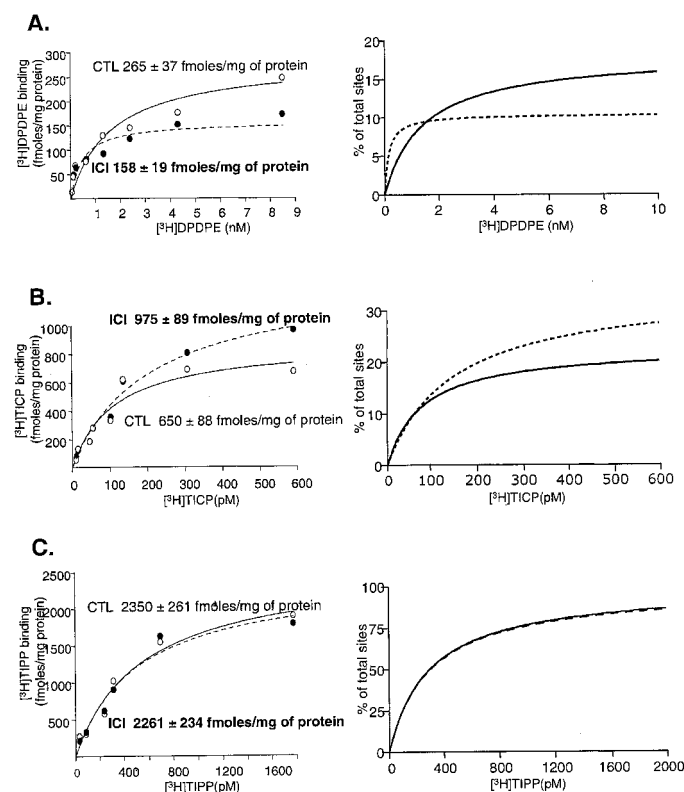 A.
[³H]DPDPE binding
(fmoles/mg protein)
300
250
200
150
100
50
CTL 265 ± 37 fmoles/mg of protein
ICI 158 ± 19 fmoles/mg of protein
1 2 3 4 5 6 7 8 9
[³H]DPDPE (nM)
% of total sites
20
15
10
5
0
0 2 4 6 8 10
[³H]DPDPE (nM)
B.
[³H]TICP binding
(fmoles/mg protein)
1000
800
600
400
200
ICI 975 ± 89 fmoles/mg of protein
CTL 650 ± 88 fmoles/mg of protein
0 100 200 300 400 500 600
[³H]TICP(pM)
% of total sites
30
20
10
0
0 100 200 300 400 500 600
[³H]TICP(pM)
C.
[³H]TIPP binding
(fmoles/mg protein)
2500
2000
1500
1000
500
CTL 2350 ± 261 fmoles/mg of protein
ICI 2261 ± 234 fmoles/mg of protein
0 400 800 1200 1600
[³H]TIPP(pM)
% of total sites
100
75
50
25
0
0 400 800 1200 1600 2000
[³H]TIPP(pM)